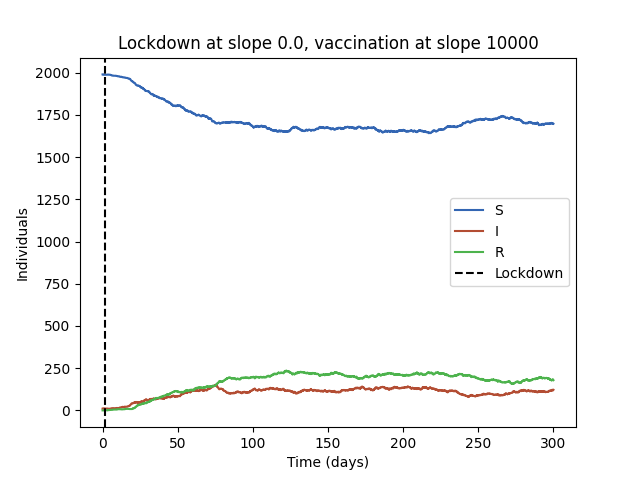 Lockdown at slope 0.0, vaccination at slope 10000
2000
1750
1500
1250
1000
750
500
250
0
Individuals
S
I
R
Lockdown
0 50 100 150 200 250 300
Time (days)